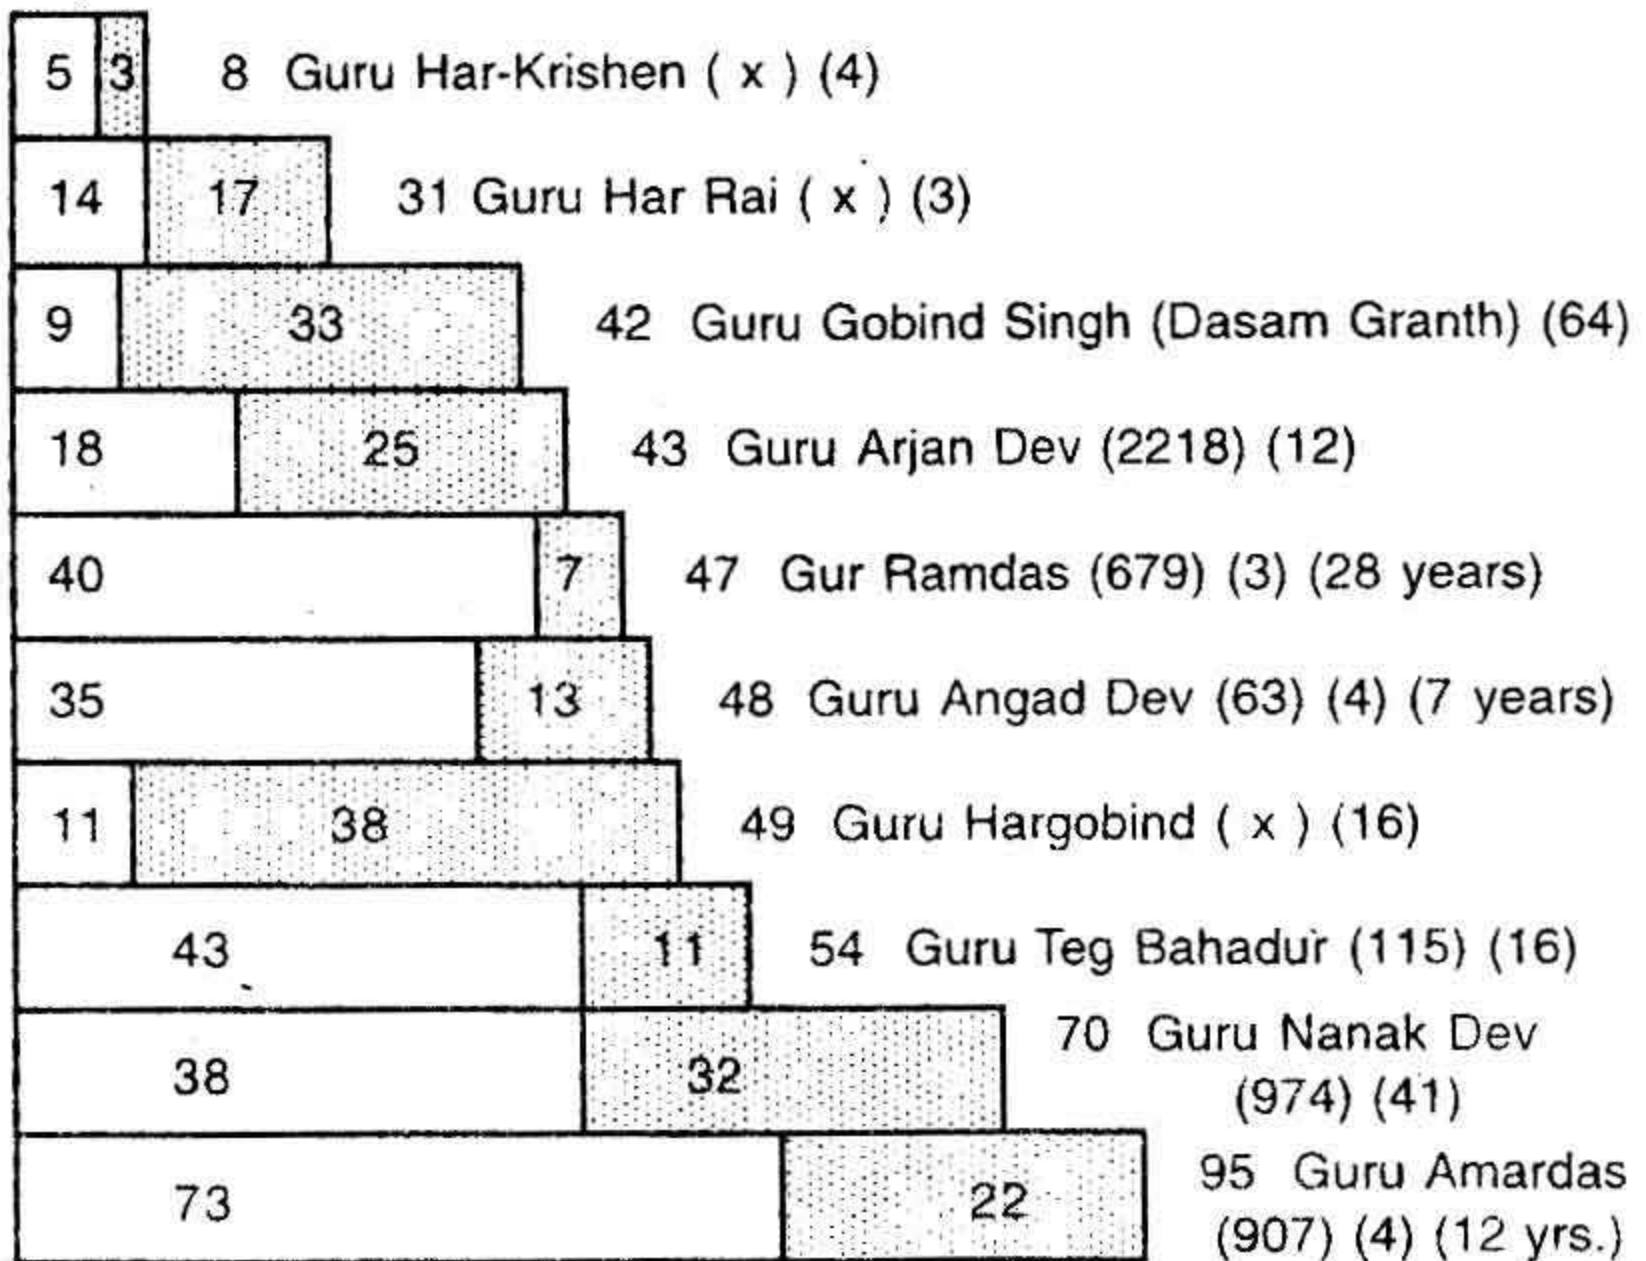 5 3 8 Guru Har-Krishen ( x ) (4)
14 17 31 Guru Har Rai ( x ) (3)
9 33 42 Guru Gobind Singh (Dasam Granth) (64)
18 25 43 Guru Arjan Dev (2218) (12)
40 7 47 Gur Ramdas (679) (3) (28 years)
35 13 48 Guru Angad Dev (63) (4) (7 years)
11 38 49 Guru Hargobind ( x ) (16)
43 11 54 Guru Teg Bahadur (115) (16)
38 32 70 Guru Nanak Dev
(974) (41)
73 22 95 Guru Amardas
(907) (4) (12 yrs.)